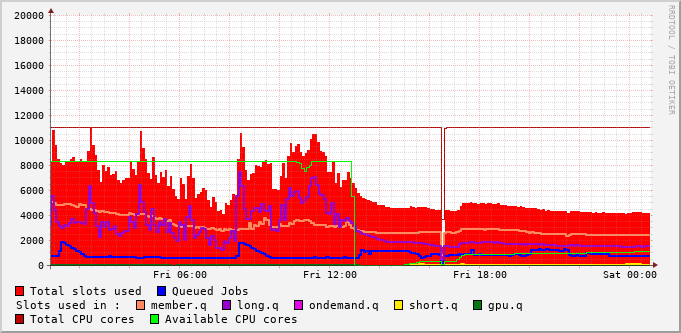 20000
18000
16000
14000
12000
10000
8000
6000
4000
2000
0
Fri 06:00 Fri 12:00 Fri 18:00 Sat 00:00
Total slots used Queued Jobs
Slots used in : member.q long.q ondemand.q short.q gpu.q
Total CPU cores Available CPU cores
RRDTOOL / TOBI OETIKER